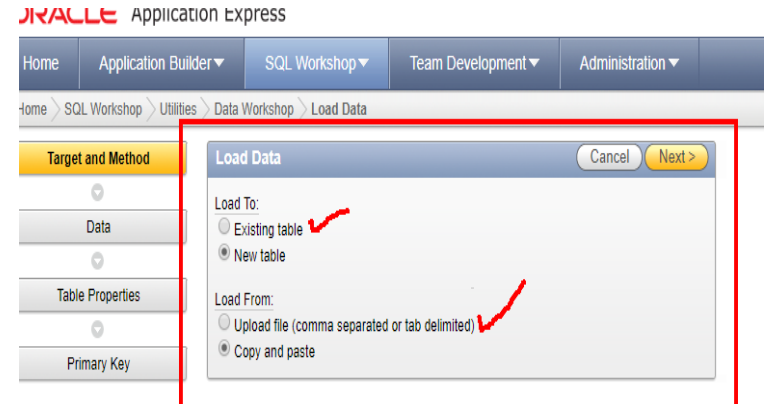 ORACLE Application Express
Home Application Builder▼ SQL Workshop▼ Team Development▼ Administration▼
Home > SQL Workshop > Utilities > Data Workshop > Load Data
Target and Method
Data
Table Properties
Primary Key
Load Data Cancel Next >
Load To:
Existing table
New table
Load From:
Upload file (comma separated or tab delimited)
Copy and paste